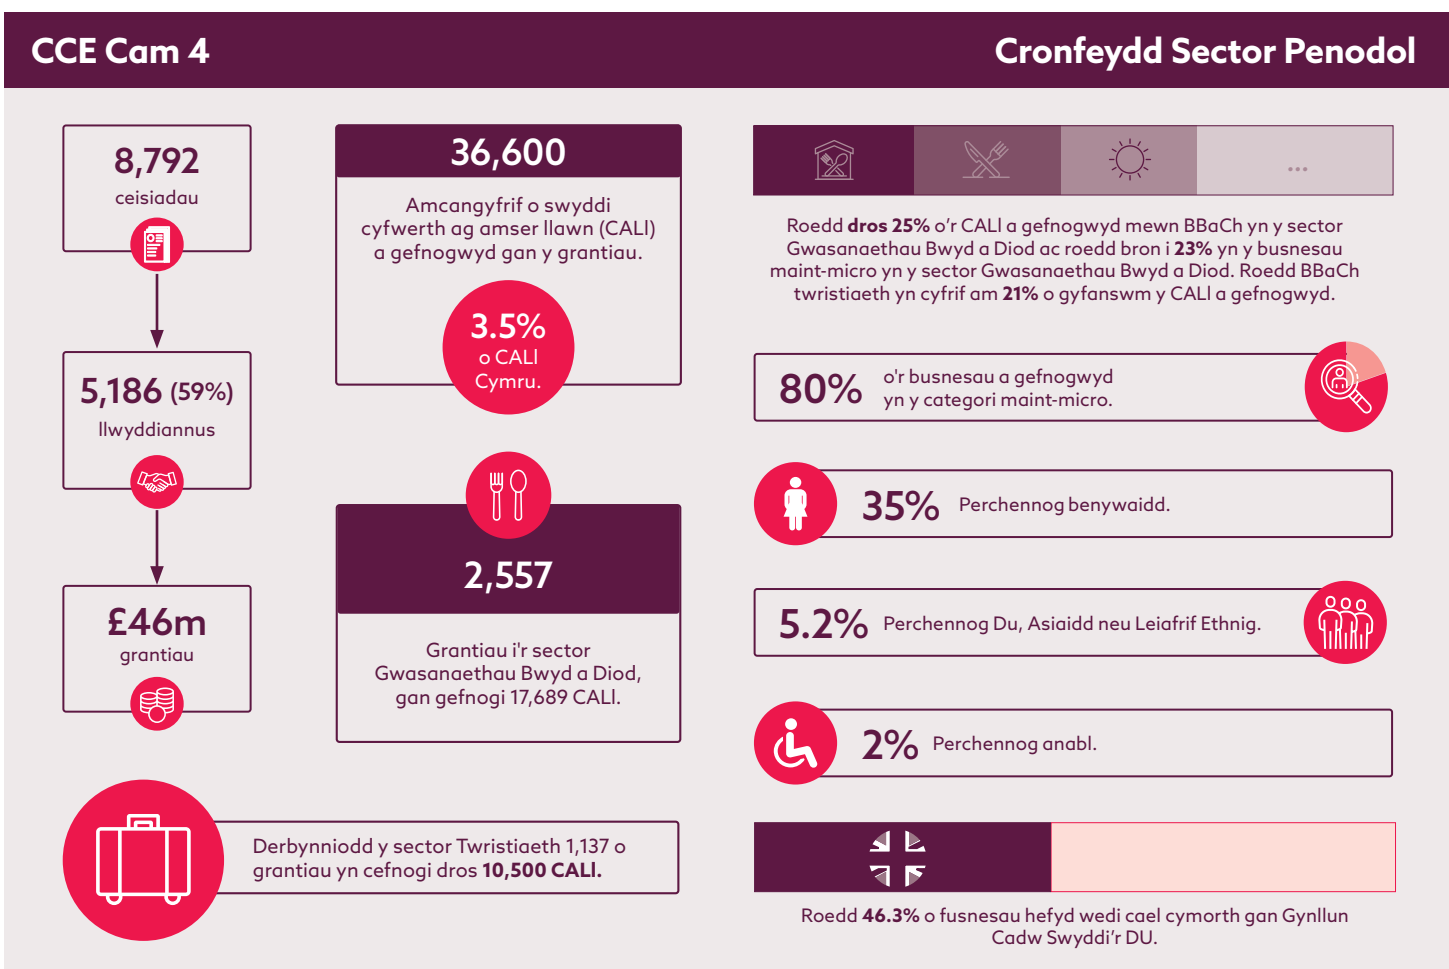 CCE Cam 4
Cronfeydd Sector Penodol
8,792
ceisiadau
5,186 (59%)
llwyddiannus
£46m
grantiau
36,600
Amcangyfrif o swyddi
cyfwerth ag amser llawn (CALl)
a gefnogwyd gan y grantiau.
3.5%
o CALl
Cymru.
2,557
Grantiau i'r sector
Gwasanaethau Bwyd a Diod,
gan gefnogi 17,689 CALl.
Derbynniodd y sector Twristiaeth 1,137 o
grantiau yn cefnogi dros 10,500 CALl.
...
Roedd dros 25% o’r CALl a gefnogwyd mewn BBaCh yn y sector
Gwasanaethau Bwyd a Diod ac roedd bron i 23% yn y busnesau
maint-micro yn y sector Gwasanaethau Bwyd a Diod. Roedd BBaCh
twristiaeth yn cyfrif am 21% o gyfanswm y CALl a gefnogwyd.
80%
o'r busnesau a gefnogwyd
yn y categori maint-micro.
35% Perchennog benywaidd.
5.2% Perchennog Du, Asiaidd neu Leiafrif Ethnig.
2% Perchennog anabl.
Roedd 46.3% o fusnesau hefyd wedi cael cymorth gan Gynllun
Cadw Swyddi’r DU.